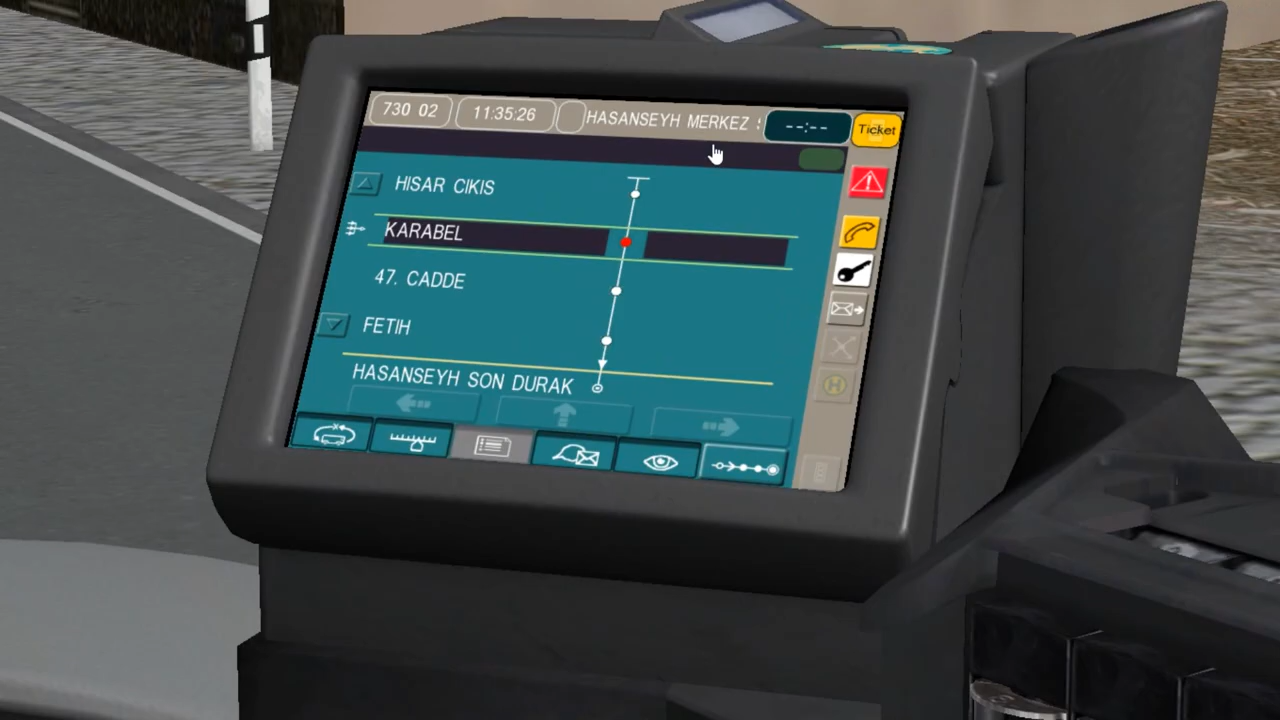 730 02
11:35:26
HASANSEYH MERKEZ
--:--
Ticket
HISAR CIKIS
KARABEL
47. CADDE
FETIH
HASANSEYH SON DURAK
H